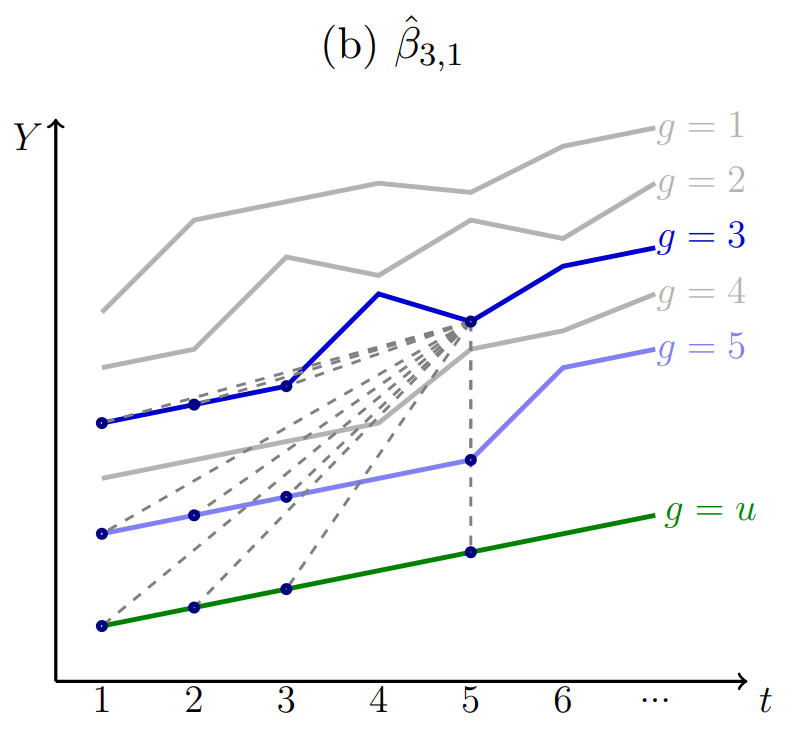 (b) β̂₃,₁
Y
g = 1
g = 2
g = 3
g = 4
g = 5
g = u
1 2 3 4 5 6 ... t